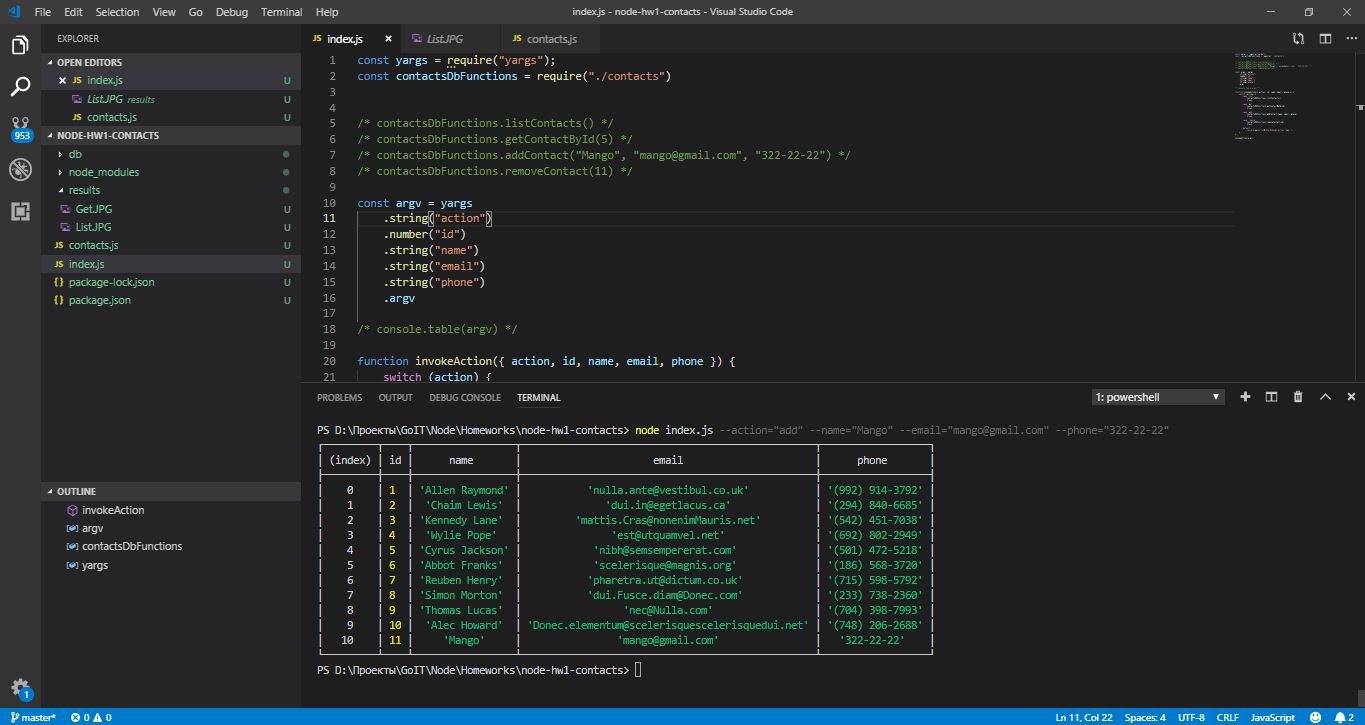 File Edit Selection View Go Debug Terminal Help
index.js - node-hw1-contacts - Visual Studio Code
EXPLORER
OPEN EDITORS
JS index.js U
ListJPG results U
JS contacts.js U
953
NODE-HW1-CONTACTS
db
node_modules
results
GetJPG U
ListJPG U
JS contacts.js U
JS index.js U
{} package-lock.json U
{} package.json U
OUTLINE
invokeAction
argv
contactsDbFunctions
yargs
1
JS index.js ListJPG JS contacts.js
1 const yargs = require("yargs");
2 const contactsDbFunctions = require("./contacts")
3
4
5 /* contactsDbFunctions.listContacts() */
6 /* contactsDbFunctions.getContactById(5) */
7 /* contactsDbFunctions.addContact("Mango", "mango@gmail.com", "322-22-22") */
8 /* contactsDbFunctions.removeContact(11) */
9
10 const argv = yargs
11 .string("action")
12 .number("id")
13 .string("name")
14 .string("email")
15 .string("phone")
16 .argv
17
18 /* console.table(argv) */
19
20 function invokeAction({ action, id, name, email, phone }) {
21 switch (action) {
PROBLEMS OUTPUT DEBUG CONSOLE TERMINAL 1: powershell
PS D:\Проекты\GoIT\Node\Homeworks\node-hw1-contacts> node index.js --action="add" --name="Mango" --email="mango@gmail.com" --phone="322-22-22"
(index) id name email phone
0 1 'Allen Raymond' 'nulla.ante@vestibul.co.uk' '(992) 914-3792'
1 2 'Chaim Lewis' 'dui.in@egetlacus.ca' '(294) 840-6685'
2 3 'Kennedy Lane' 'mattis.Cras@nonenimMauris.net' '(542) 451-7038'
3 4 'Wylie Pope' 'est@utquamvel.net' '(692) 802-2949'
4 5 'Cyrus Jackson' 'nibh@semsempererat.com' '(501) 472-5218'
5 6 'Abbot Franks' 'scelerisque@magnis.org' '(186) 568-3720'
6 7 'Reuben Henry' 'pharetra.ut@dictum.co.uk' '(715) 598-5792'
7 8 'Simon Morton' 'dui.Fusce.diam@Donec.com' '(233) 738-2360'
8 9 'Thomas Lucas' 'nec@Nulla.com' '(704) 398-7993'
9 10 'Alec Howard' 'Donec.elementum@scelerisquescelerisquedui.net' '(748) 206-2688'
10 11 'Mango' 'mango@gmail.com' '322-22-22'
PS D:\Проекты\GoIT\Node\Homeworks\node-hw1-contacts>
master* 0 0 Ln 11, Col 22 Spaces: 4 UTF-8 CRLF JavaScript 2